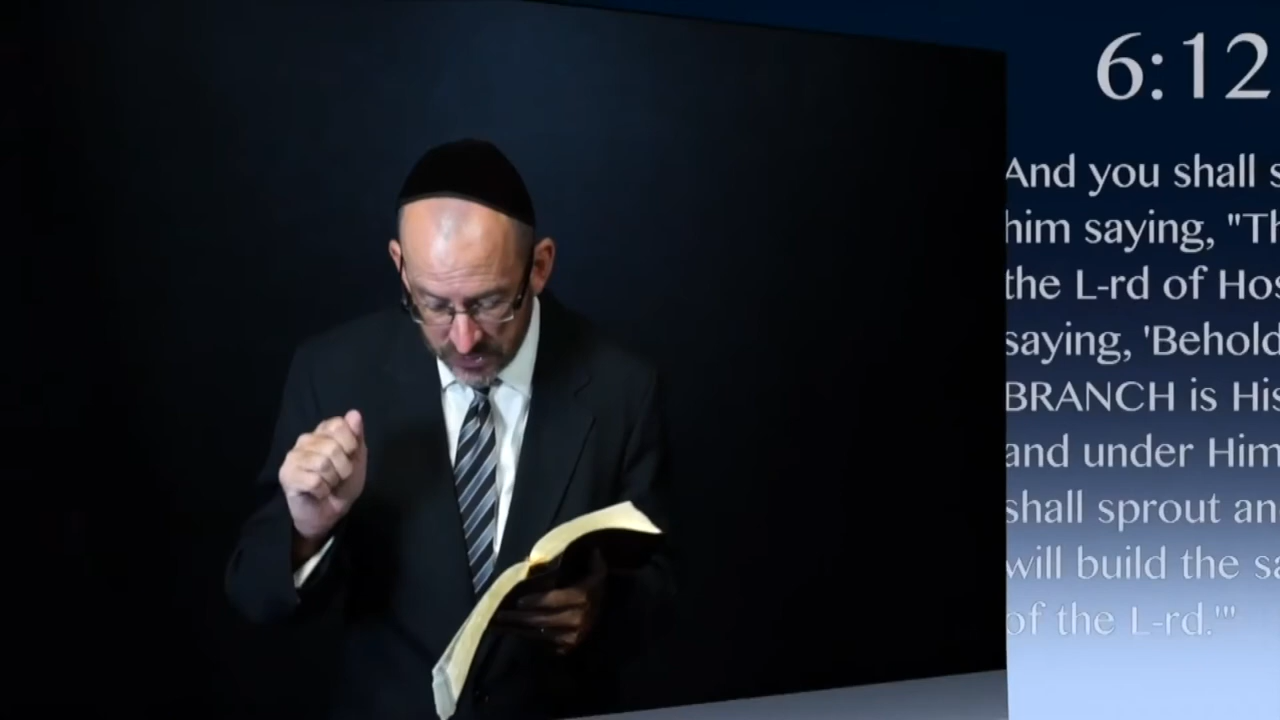 6:12
And you shall
him saying,
the L-rd of
saying, 'Behold
BRANCH is
and under Him
shall sprout
will build the
of the L-rd.'"